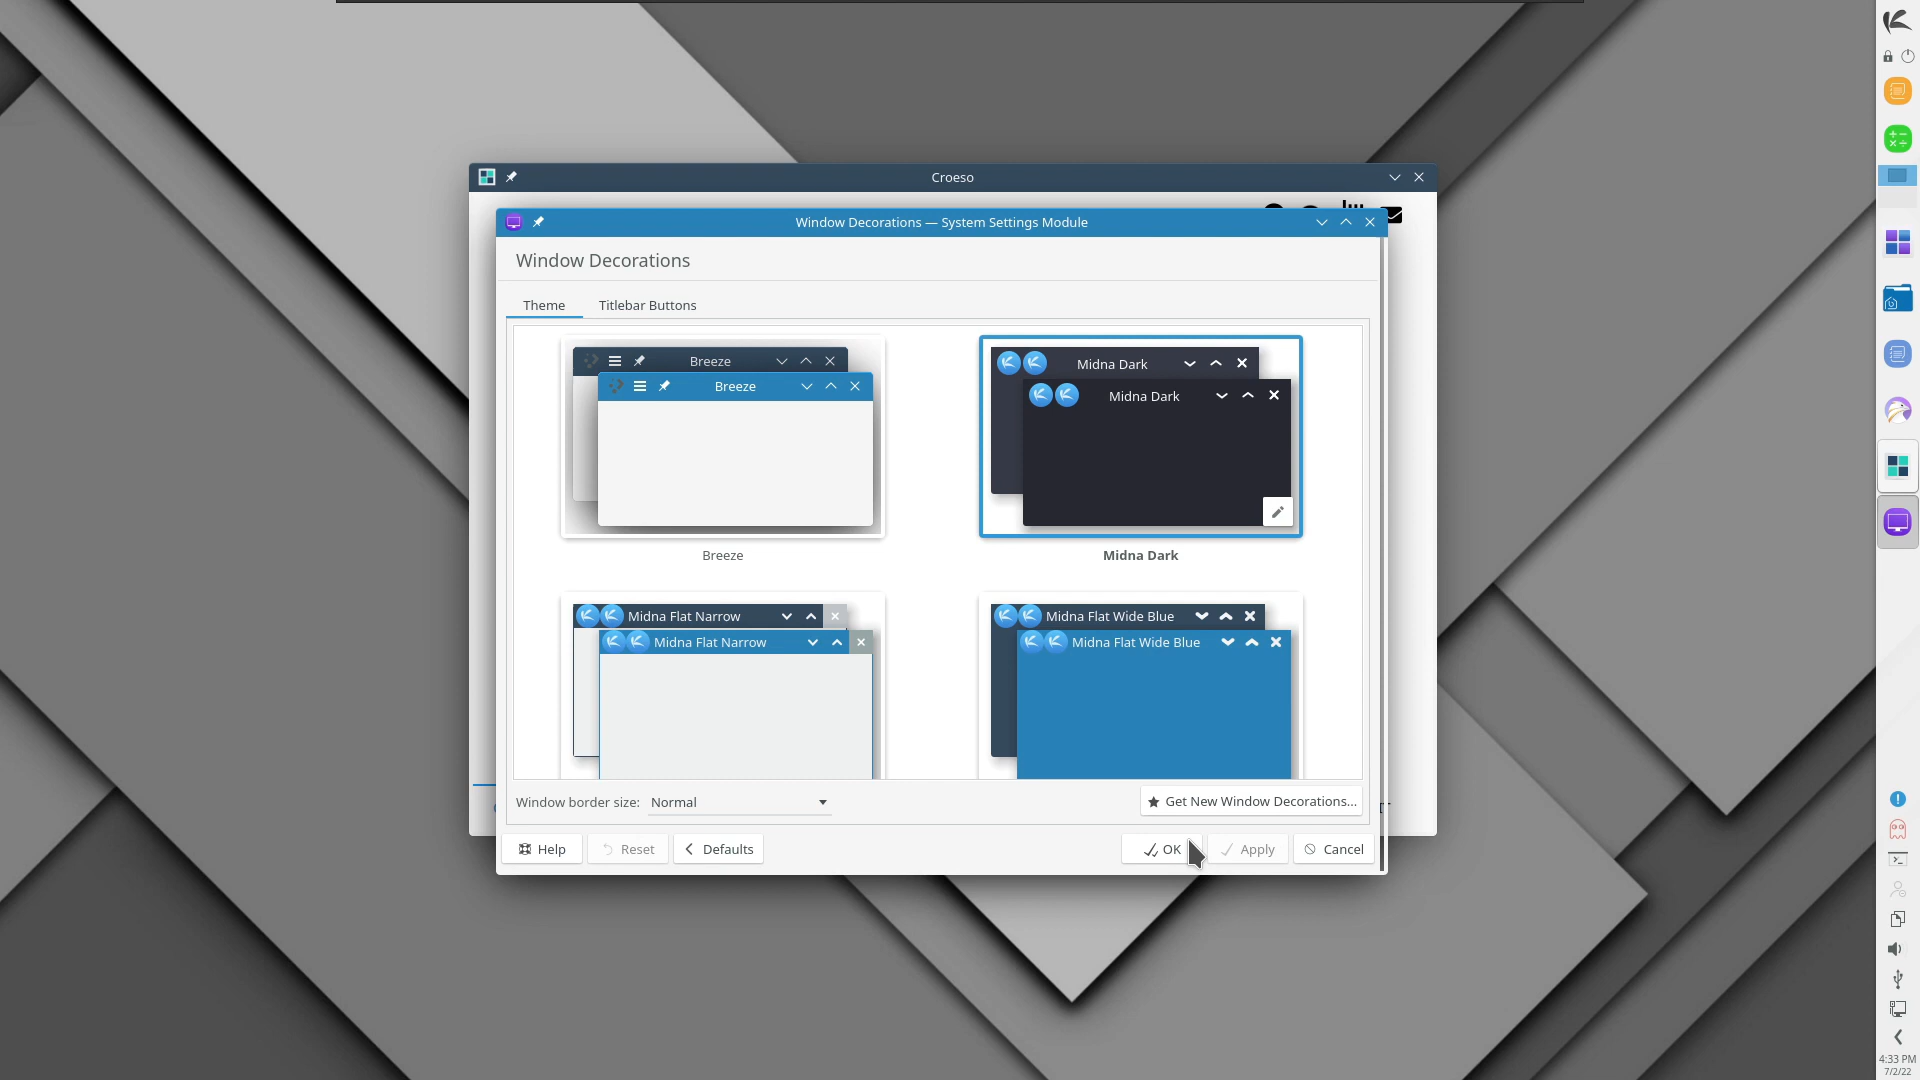 Croeso
Window Decorations — System Settings Module
Window Decorations
Theme
Titlebar Buttons
Breeze
Breeze
Breeze
Midna Dark
Midna Dark
Midna Dark
Midna Flat Narrow
Midna Flat Narrow
Midna Flat Wide Blue
Midna Flat Wide Blue
Window border size: Normal
Get New Window Decorations...
Help
Reset
Defaults
OK
Apply
Cancel
4:33 PM
7/2/22